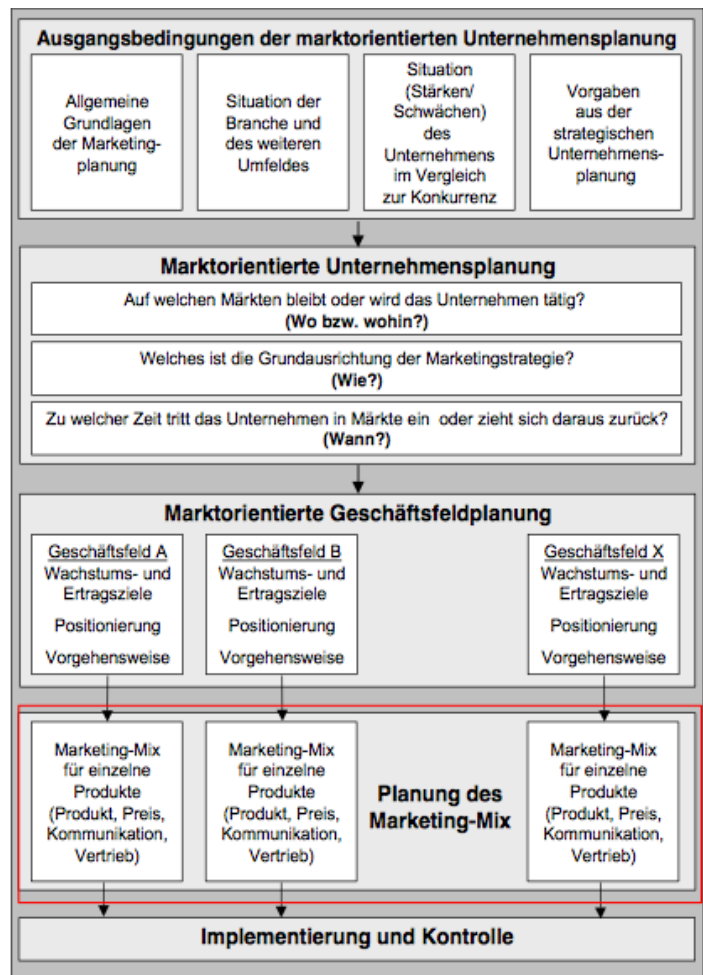 Ausgangsbedingungen der marktorientierten Unternehmensplanung
Allgemeine
Grundlagen
der Marketing-
planung
Situation der
Branche und
des weiteren
Umfeldes
Situation
(Stärken/
Schwächen)
des
Unternehmens
im Vergleich
zur Konkurrenz
Vorgaben
aus der
strategischen
Unternehmens-
planung
Marktorientierte Unternehmensplanung
Auf welchen Märkten bleibt oder wird das Unternehmen tätig?
(Wo bzw. wohin?)
Welches ist die Grundausrichtung der Marketingstrategie?
(Wie?)
Zu welcher Zeit tritt das Unternehmen in Märkte ein oder zieht sich daraus zurück?
(Wann?)
Marktorientierte Geschäftsfeldplanung
Geschäftsfeld A
Wachstums- und
Ertragsziele
Positionierung
Vorgehensweise
Geschäftsfeld B
Wachstums- und
Ertragsziele
Positionierung
Vorgehensweise
Geschäftsfeld X
Wachstums- und
Ertragsziele
Positionierung
Vorgehensweise
Marketing-Mix
für einzelne
Produkte
(Produkt, Preis,
Kommunikation,
Vertrieb)
Marketing-Mix
für einzelne
Produkte
(Produkt, Preis,
Kommunikation,
Vertrieb)
Planung des
Marketing-Mix
Marketing-Mix
für einzelne
Produkte
(Produkt, Preis,
Kommunikation,
Vertrieb)
Implementierung und Kontrolle